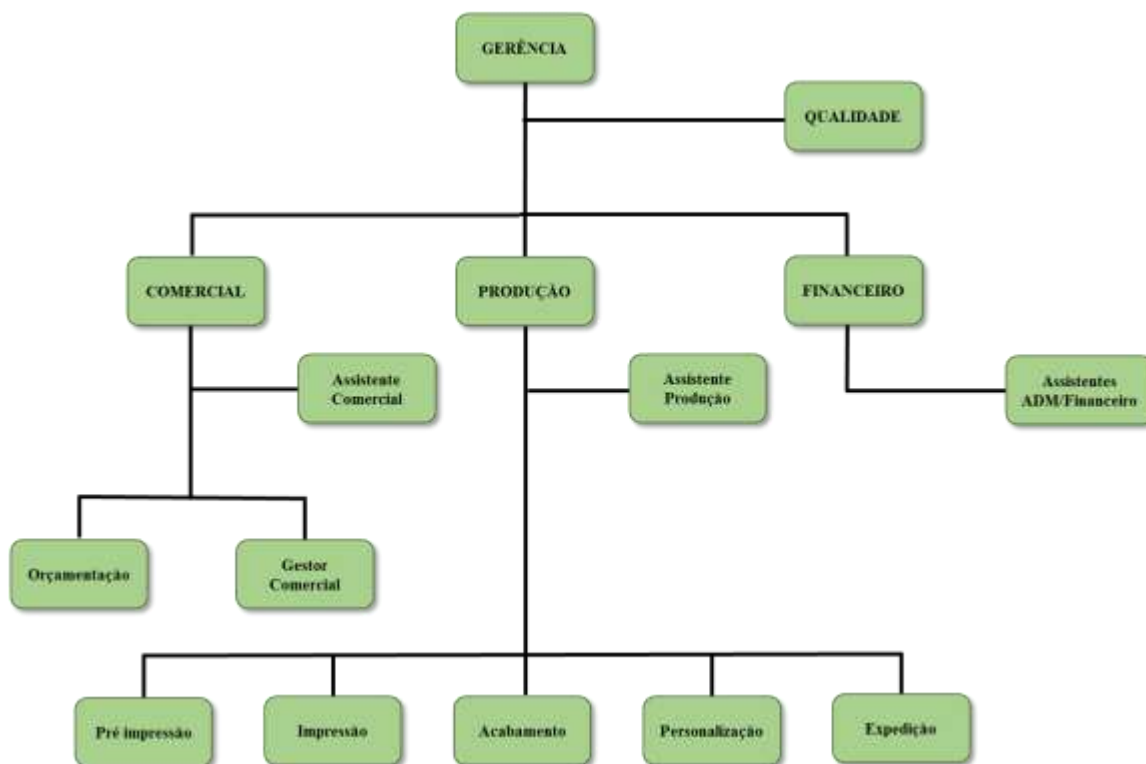 GERÊNCIA
QUALIDADE
COMERCIAL
PRODUÇÃO
FINANCEIRO
Assistente
Comercial
Assistente
Produção
Assistentes
ADM/Financeiro
Orçamentação
Gestor
Comercial
Pré impressão
Impressão
Acabamento
Personalização
Expedição